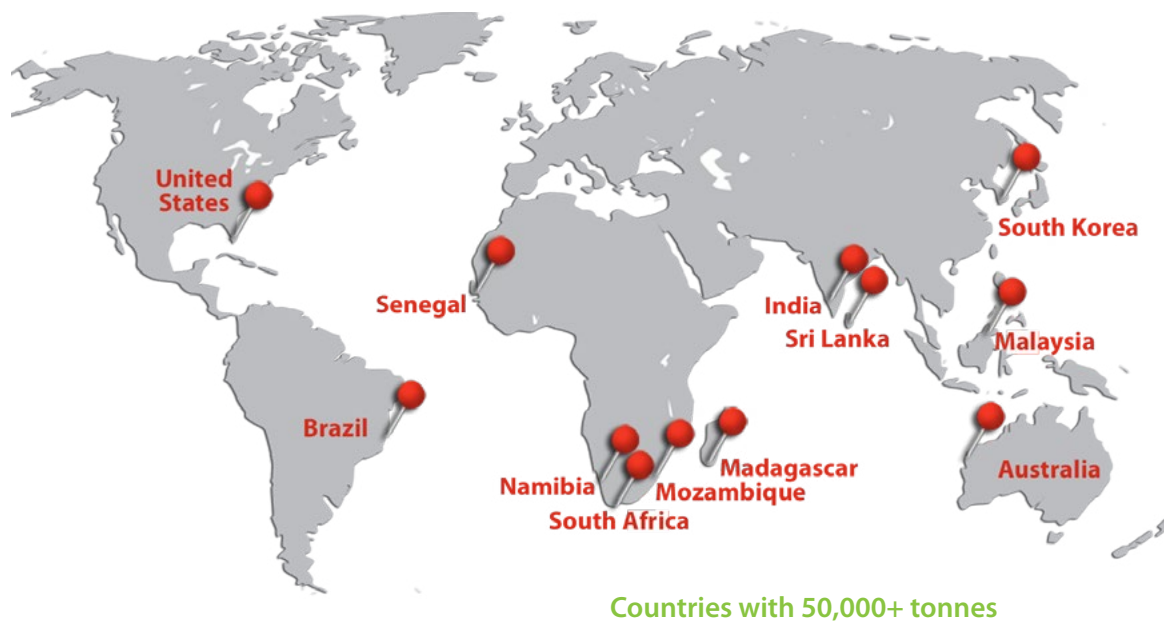 United
States
South Korea
Senegal
India
Sri Lanka
Malaysia
Brazil
Australia
Madagascar
Namibia
Mozambique
South Africa
Countries with 50,000+ tonnes